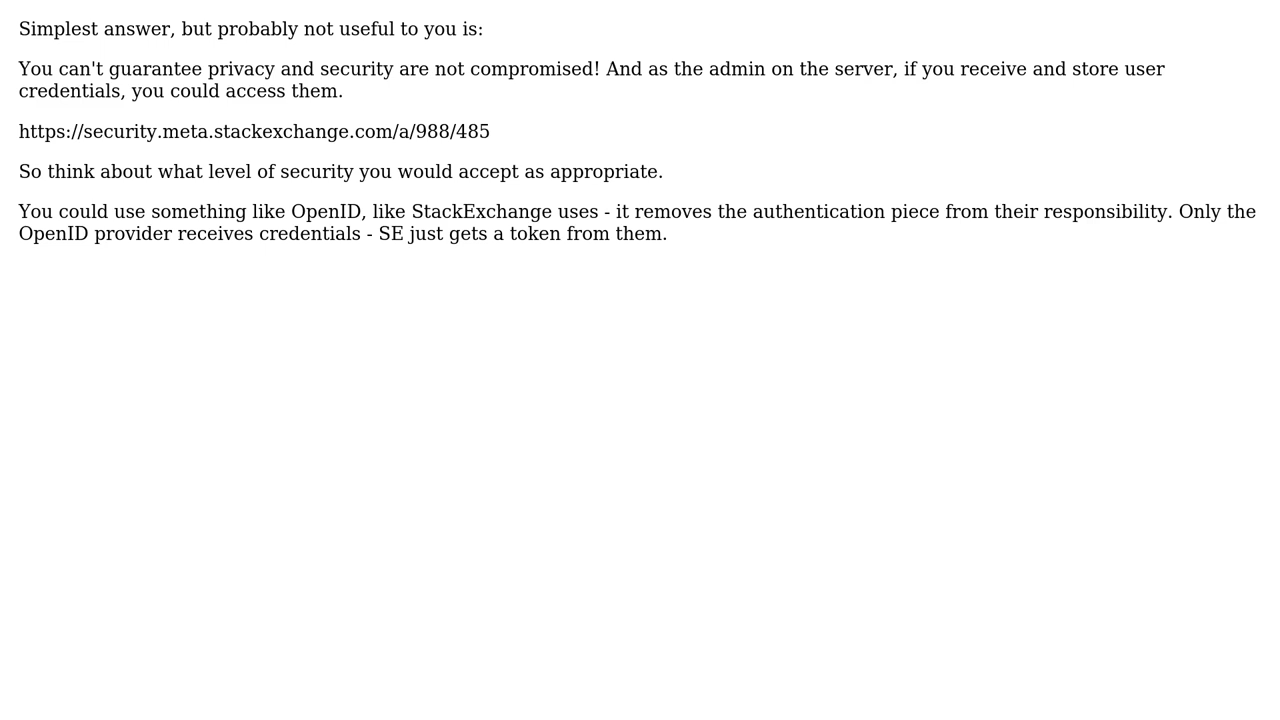 Simplest answer, but probably not useful to you is:
You can't guarantee privacy and security are not compromised! And as the admin on the server, if you receive and store user
credentials, you could access them.
https://security.meta.stackexchange.com/a/988/485
So think about what level of security you would accept as appropriate.
You could use something like OpenID, like StackExchange uses - it removes the authentication piece from their responsibility. Only the
OpenID provider receives credentials - SE just gets a token from them.